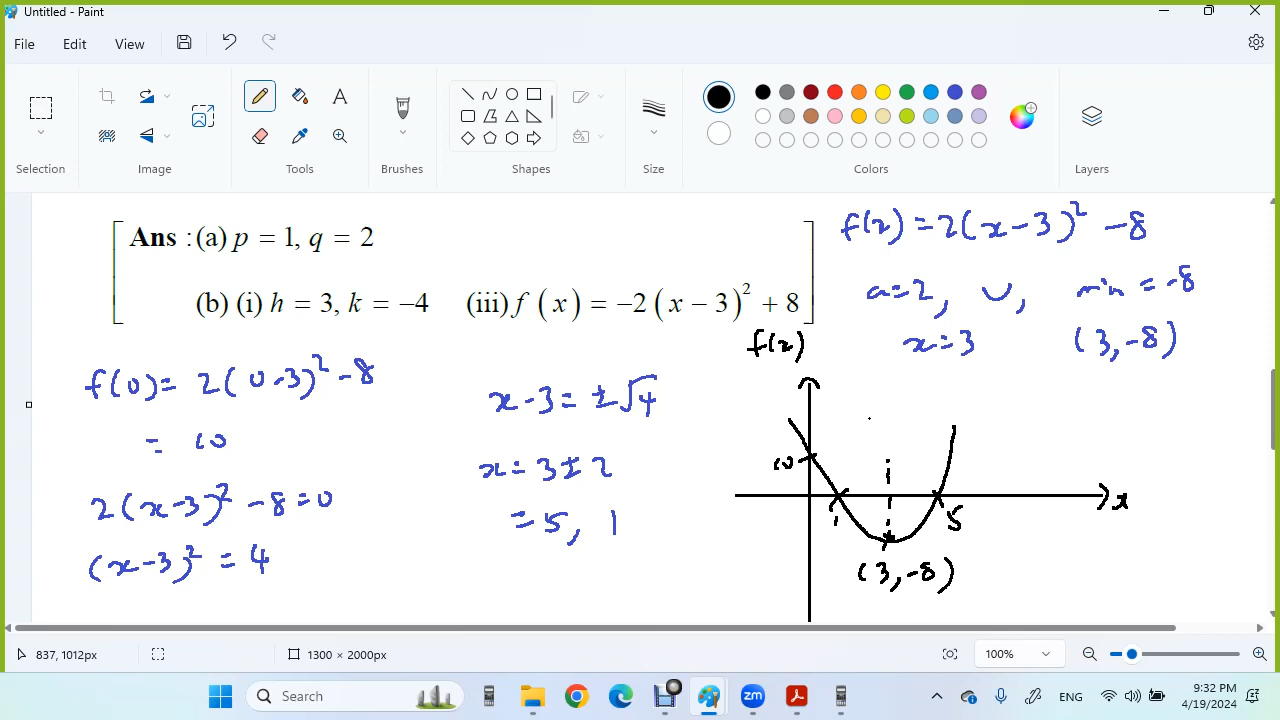 Untitled - Paint
File Edit View
Selection Image Tools Brushes Shapes Size Colors Layers
Ans : (a) p = 1, q = 2
(b) (i) h = 3, k = −4 (iii) f (x) = −2 (x − 3)² + 8
f(x) = 2(x−3)² −8
a=2, ∪, min = −8
x=3 (3, −8)
f(0)= 2(0-3)² −8
= 10
2(x−3)² −8=0
(x−3)² = 4
x−3= ±√4
x= 3±2
= 5, 1
f(x)
10
1
5
x
(3, −8)
837, 1012px 1300 × 2000px 100%
Search
ENG
9:32 PM
4/19/2024